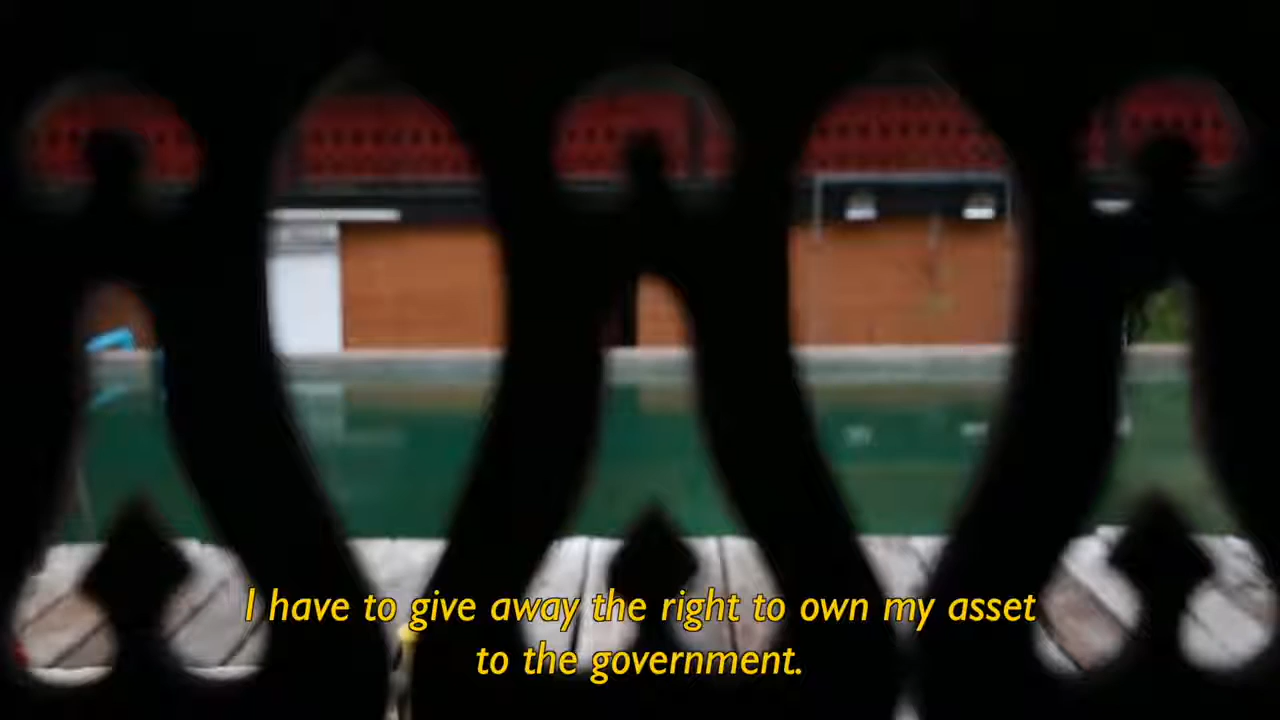 I have to give away the right to own my asset
to the government.